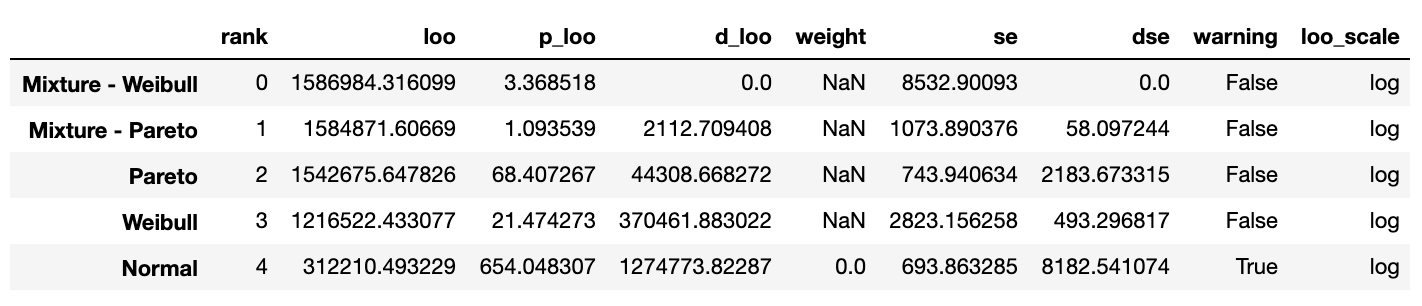 rank loo p_loo d_loo weight se dse warning loo_scale
Mixture - Weibull 0 1586984.316099 3.368518 0.0 NaN 8532.90093 0.0 False log
Mixture - Pareto 1 1584871.60669 1.093539 2112.709408 NaN 1073.890376 58.097244 False log
Pareto 2 1542675.647826 68.407267 44308.668272 NaN 743.940634 2183.673315 False log
Weibull 3 1216522.433077 21.474273 370461.883022 NaN 2823.156258 493.296817 False log
Normal 4 312210.493229 654.048307 1274773.82287 0.0 693.863285 8182.541074 True log